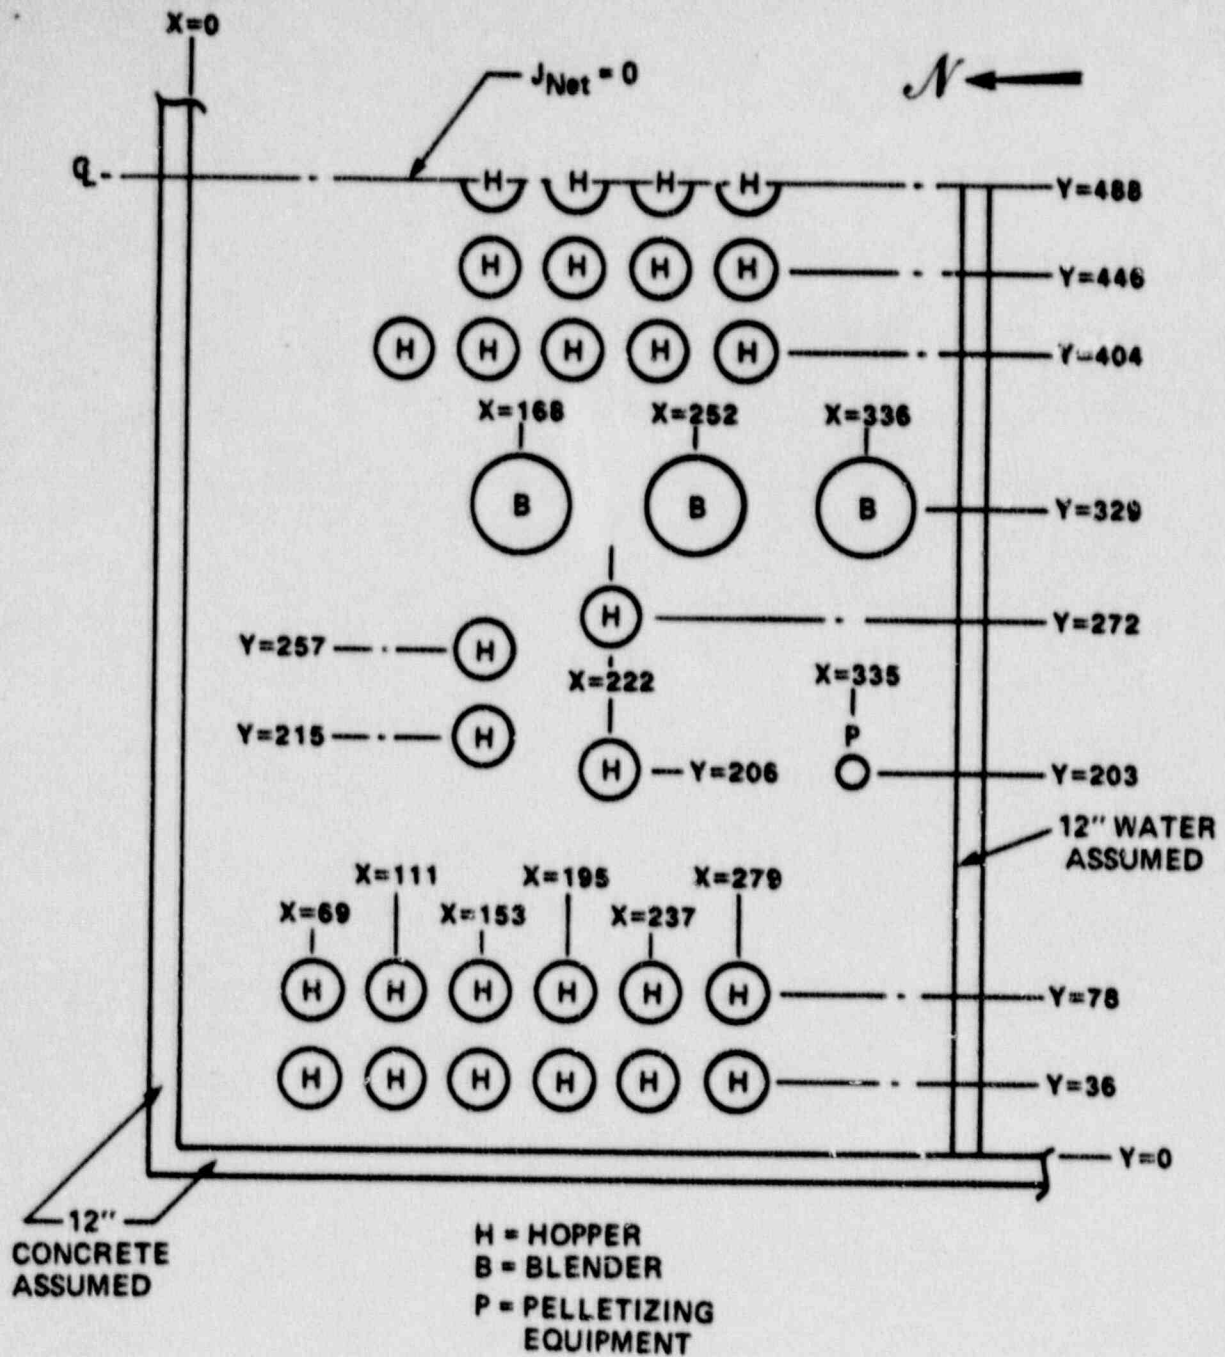 X=0
J Net = 0
N
℄
H H H H
Y=488
H H H H
Y=446
H H H H H
Y=404
X=168 X=252 X=336
B B B
Y=329
H
Y=272
Y=257
H
X=222
X=335
Y=215
H
P
H
Y=206
Y=203
12" WATER
ASSUMED
X=111 X=195 X=279
X=69 X=153 X=237
H H H H H H
Y=78
H H H H H H
Y=36
Y=0
12"
CONCRETE
ASSUMED
H = HOPPER
B = BLENDER
P = PELLETIZING
EQUIPMENT